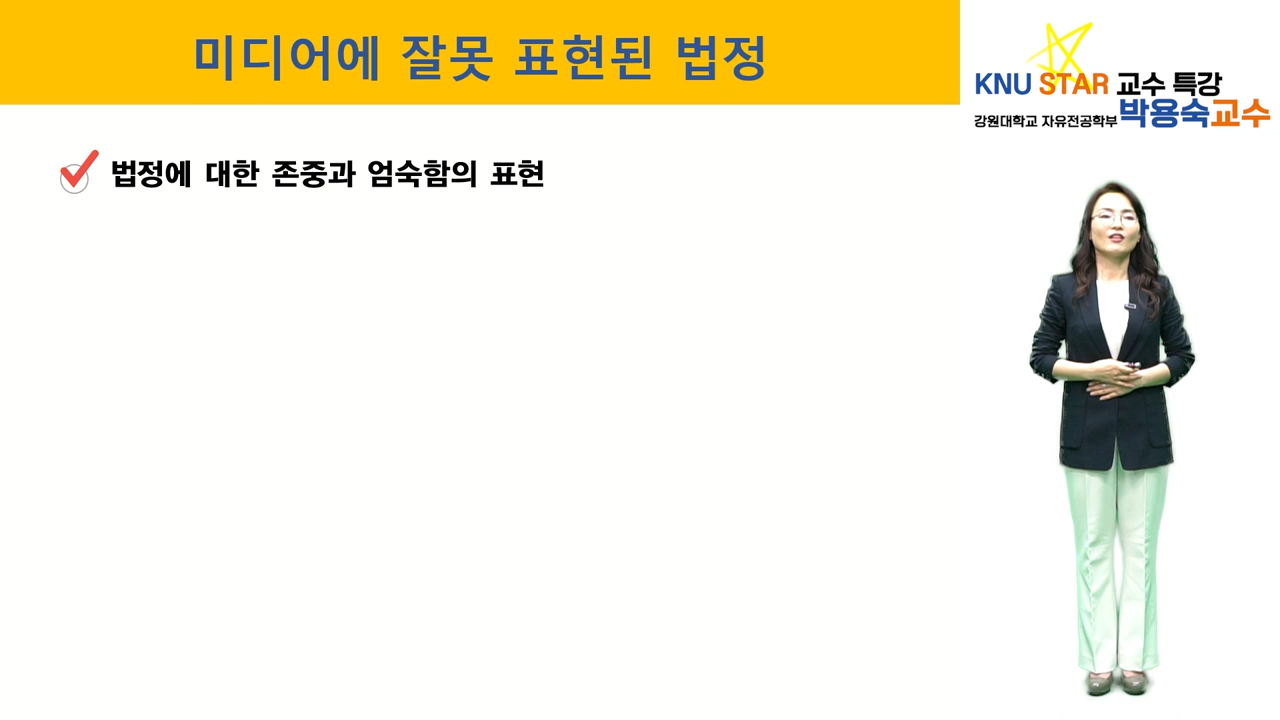 미디어에 잘못 표현된 법정
KNU STAR 교수 특강
강원대학교 자유전공학부 박용숙교수
법정에 대한 존중과 엄숙함의 표현